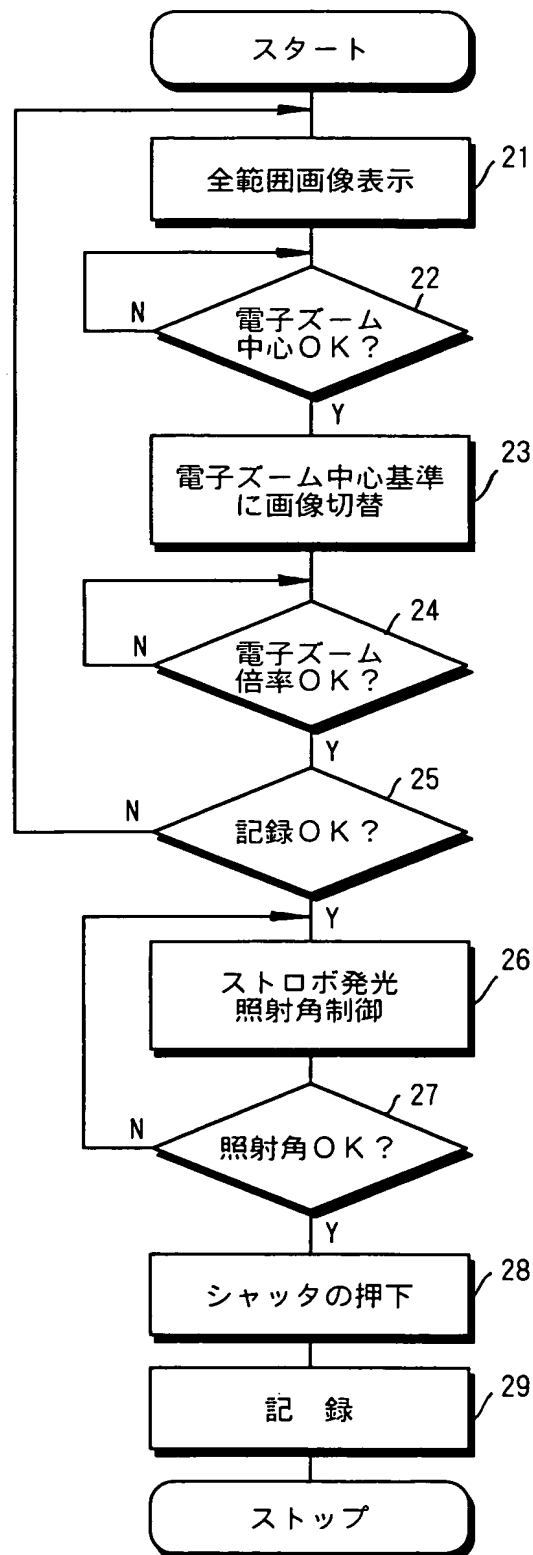 スタート
全範囲画像表示
21
22
電子ズーム
中心OK?
N
Y
23
電子ズーム中心基準
に画像切替
24
N
電子ズーム
倍率OK?
Y
25
N
記録OK?
Y
26
ストロボ発光
照射角制御
27
N
照射角OK?
Y
シャッタの押下
28
記 録
29
ストップ